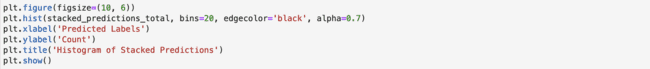 plt.figure(figsize=(10, 6))
plt.hist(stacked_predictions_total, bins=20, edgecolor='black', alpha=0.7)
plt.xlabel('Predicted Labels')
plt.ylabel('Count')
plt.title('Histogram of Stacked Predictions')
plt.show()